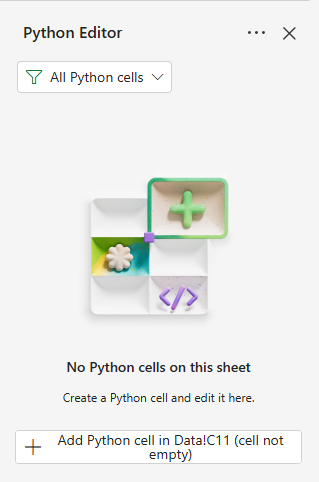 Python Editor
All Python cells
No Python cells on this sheet
Create a Python cell and edit it here.
Add Python cell in Data!C11 (cell not
empty)